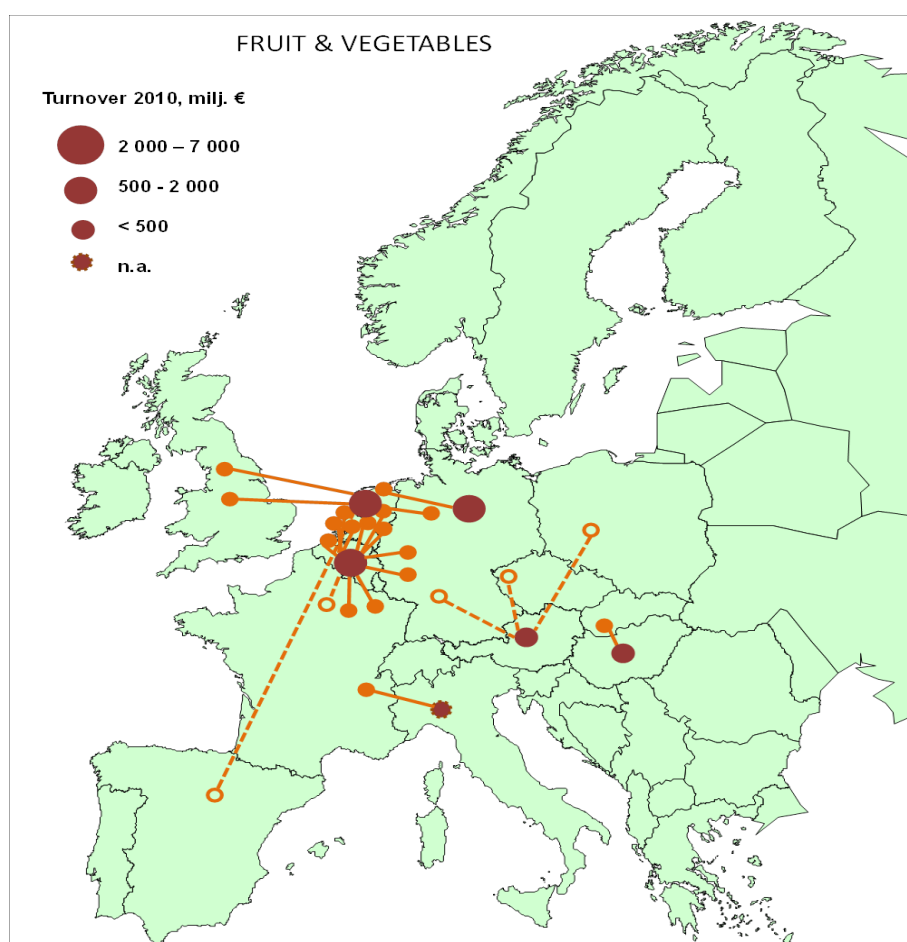 FRUIT & VEGETABLES
Turnover 2010, milj. €
2 000 – 7 000
500 - 2 000
< 500
n.a.